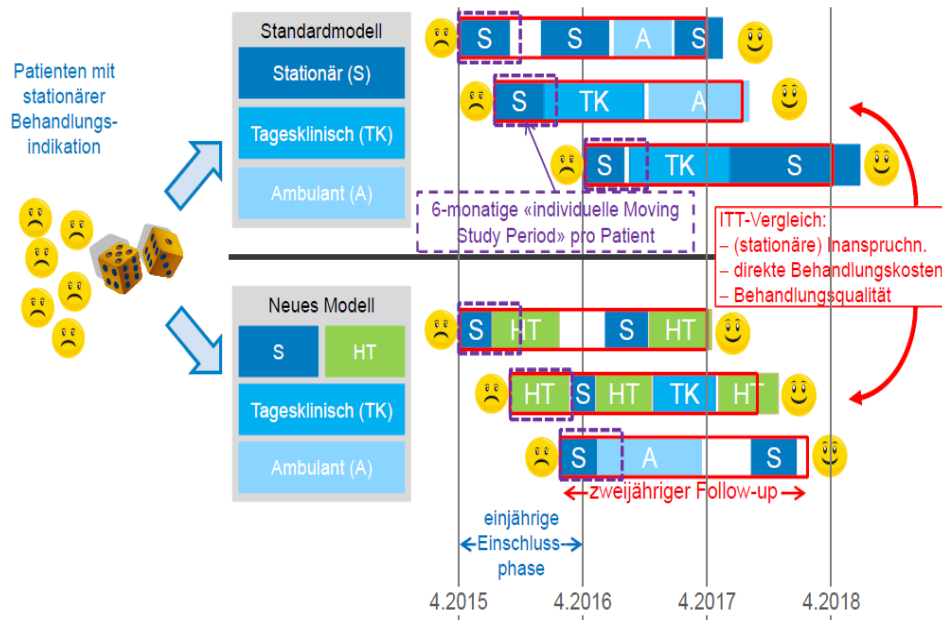 Patienten mit
stationärer
Behandlungs-
indikation
Standardmodell
Stationär (S)
Tagesklinisch (TK)
Ambulant (A)
S S A S
S TK A
S TK S
6-monatige «individuelle Moving
Study Period» pro Patient
ITT-Vergleich:
– (stationäre) Inanspruchn.
– direkte Behandlungskosten
– Behandlungsqualität
Neues Modell
S HT
Tagesklinisch (TK)
Ambulant (A)
S HT S HT
HT S HT TK HT
S A S
zweijähriger Follow-up
einjährige
Einschluss-
phase
4.2015 4.2016 4.2017 4.2018